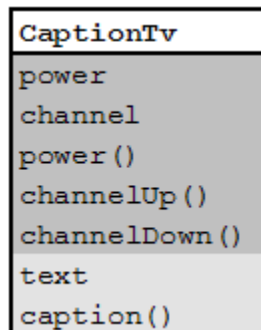 CaptionTv
power
channel
power()
channelUp()
channelDown()
text
caption()